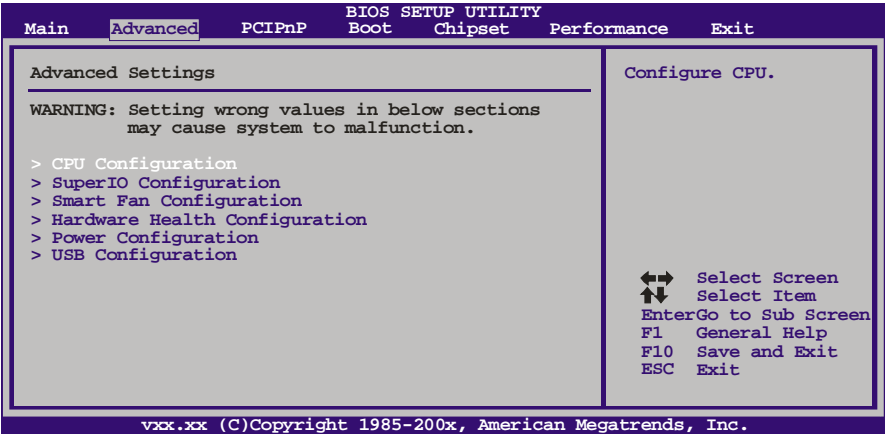 BIOS SETUP UTILITY
Main Advanced PCIPnP Boot Chipset Performance Exit
Advanced Settings
WARNING: Setting wrong values in below sections
may cause system to malfunction.
> CPU Configuration
> SuperIO Configuration
> Smart Fan Configuration
> Hardware Health Configuration
> Power Configuration
> USB Configuration
Configure CPU.
Select Screen
Select Item
EnterGo to Sub Screen
F1 General Help
F10 Save and Exit
ESC Exit
vxx.xx (C)Copyright 1985-200x, American Megatrends, Inc.